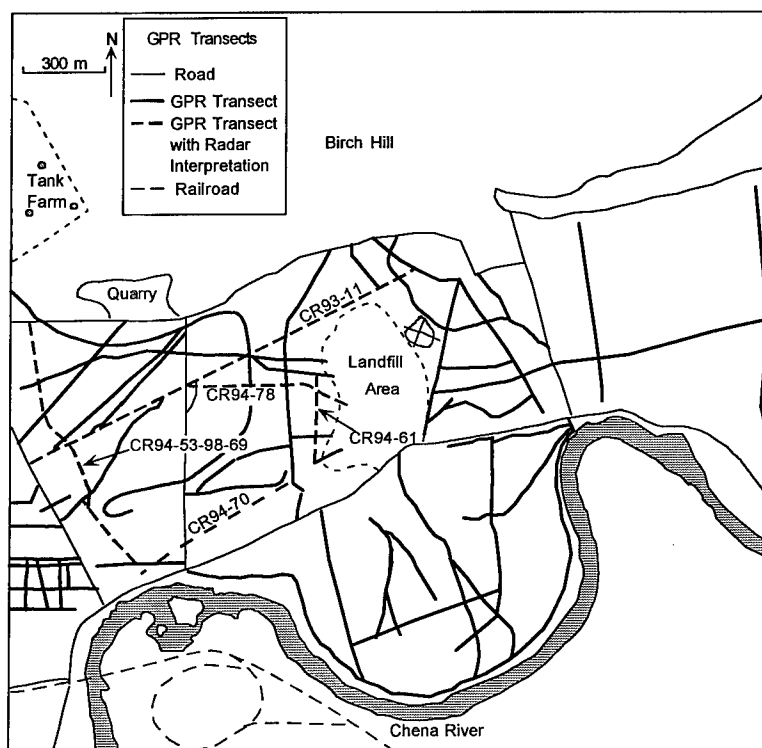 GPR Transects
N
300 m
Road
GPR Transect
GPR Transect
with Radar
Interpretation
Railroad
Birch Hill
Tank
Farm
Quarry
CR93-11
Landfill
Area
CR94-78
CR94-61
CR94-53-98-69
CR94-70
Chena River